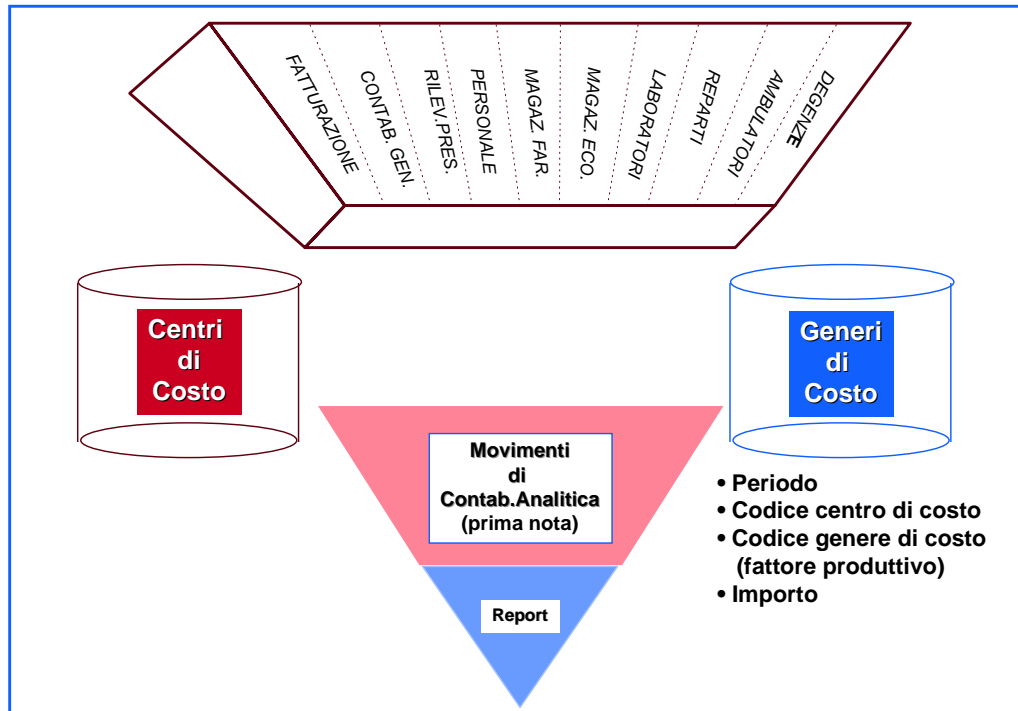 FATTURAZIONE
CONTAB. GEN.
RILEV.PRES.
PERSONALE
MAGAZ. FAR.
MAGAZ. ECO.
LABORATORI
REPARTI
AMBULATORI
DEGENZE
Centri
di
Costo
Generi
di
Costo
Movimenti
di
Contab.Analitica
(prima nota)
• Periodo
• Codice centro di costo
• Codice genere di costo
(fattore produttivo)
• Importo
Report